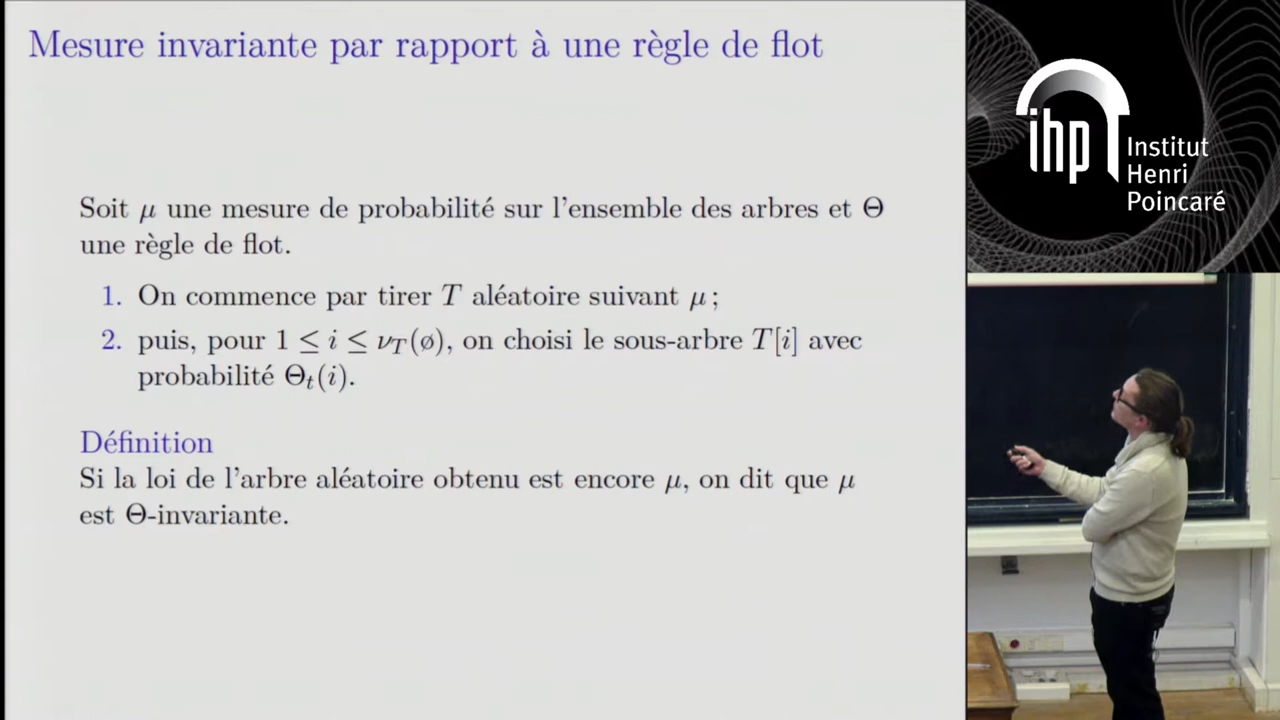 Mesure invariante par rapport à une règle de flot
Soit μ une mesure de probabilité sur l'ensemble des arbres et Θ
une règle de flot.
1. On commence par tirer T aléatoire suivant μ ;
2. puis, pour 1 ≤ i ≤ ν_T(ø), on choisi le sous-arbre T[i] avec
probabilité Θ_t(i).
Définition
Si la loi de l'arbre aléatoire obtenu est encore μ, on dit que μ
est Θ-invariante.
ihp
Institut
Henri
Poincaré